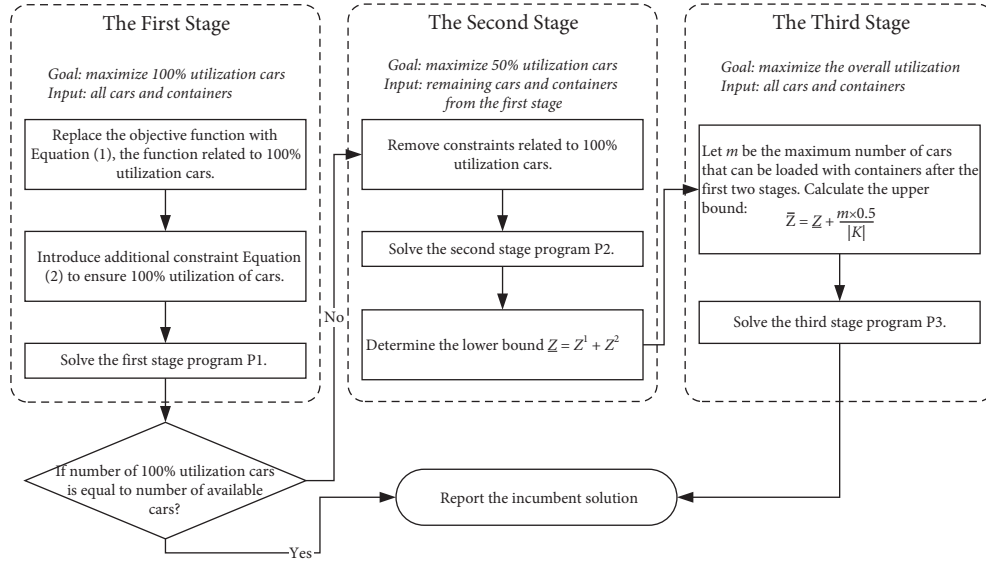 The First Stage
Goal: maximize 100% utilization cars
Input: all cars and containers
Replace the objective function with
Equation (1), the function related to 100%
utilization cars.
Introduce additional constraint Equation
(2) to ensure 100% utilization of cars.
Solve the first stage program P1.
If number of 100% utilization cars
is equal to number of available
cars?
No
Yes
The Second Stage
Goal: maximize 50% utilization cars
Input: remaining cars and containers
from the first stage
Remove constraints related to 100%
utilization cars.
Solve the second stage program P2.
Determine the lower bound Z̲ = Z¹ + Z²
The Third Stage
Goal: maximize the overall utilization
Input: all cars and containers
Let m be the maximum number of cars
that can be loaded with containers after the
first two stages. Calculate the upper
bound:
Z̄ = Z̲ + m×0.5 / |K|
Solve the third stage program P3.
Report the incumbent solution